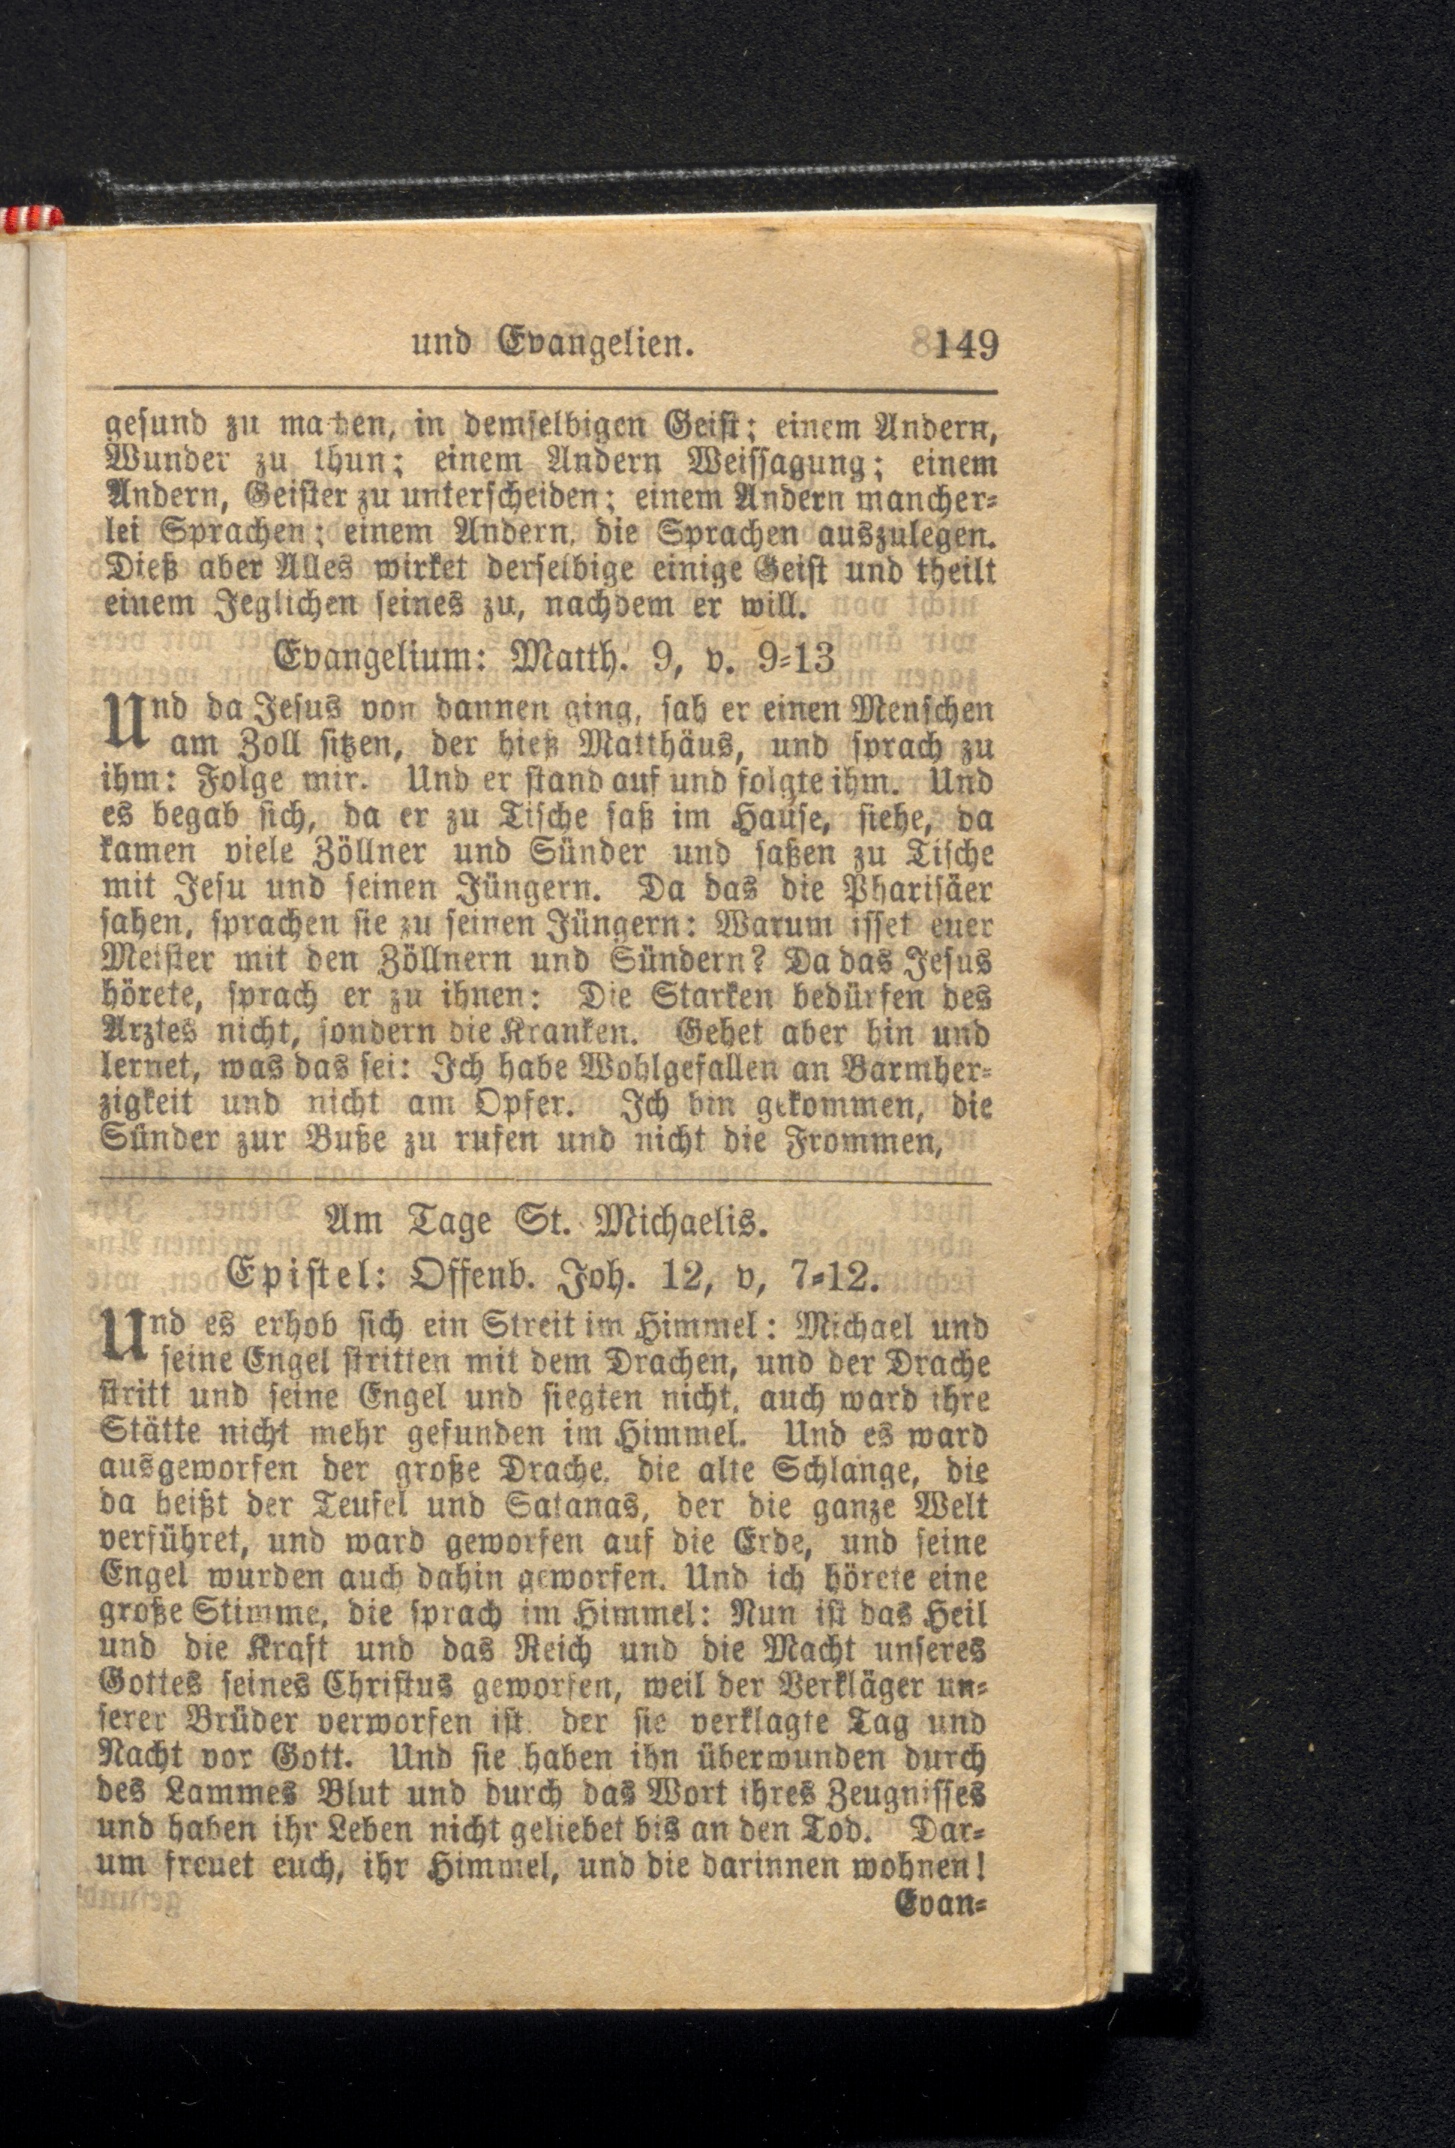 und Evangelien. 149
gesund zu machen, in demselbigen Geist; einem Andern,
Wunder zu thun; einem Andern Weissagung; einem
Andern, Geister zu unterscheiden; einem Andern mancher-
lei Sprachen; einem Andern, die Sprachen auszulegen.
Dieß aber Alles wirket derselbige einige Geist und theilt
einem Jeglichen seines zu, nachdem er will.
Evangelium: Matth. 9, v. 9-13
Und da Jesus von dannen ging, sah er einen Menschen
am Zoll sitzen, der hieß Matthäus, und sprach zu
ihm: Folge mir. Und er stand auf und folgte ihm. Und
es begab sich, da er zu Tische saß im Hause, siehe, da
kamen viele Zöllner und Sünder und saßen zu Tische
mit Jesu und seinen Jüngern. Da das die Pharisäer
sahen, sprachen sie zu seinen Jüngern: Warum isset euer
Meister mit den Zöllnern und Sündern? Da das Jesus
hörete, sprach er zu ihnen: Die Starken bedürfen des
Arztes nicht, sondern die Kranken. Gehet aber hin und
lernet, was das sei: Ich habe Wohlgefallen an Barmher-
zigkeit und nicht am Opfer. Ich bin gekommen, die
Sünder zur Buße zu rufen und nicht die Frommen,
Am Tage St. Michaelis.
Epistel: Offenb. Joh. 12, v, 7-12.
Und es erhob sich ein Streit im Himmel: Michael und
seine Engel stritten mit dem Drachen, und der Drache
stritt und seine Engel und siegten nicht, auch ward ihre
Stätte nicht mehr gefunden im Himmel. Und es ward
ausgeworfen der große Drache, die alte Schlange, die
da heißt der Teufel und Satanas, der die ganze Welt
verführet, und ward geworfen auf die Erde, und seine
Engel wurden auch dahin geworfen. Und ich hörete eine
große Stimme, die sprach im Himmel: Nun ist das Heil
und die Kraft und das Reich und die Macht unseres
Gottes seines Christus geworfen, weil der Verkläger un-
serer Brüder verworfen ist, der sie verklagte Tag und
Nacht vor Gott. Und sie haben ihn überwunden durch
des Lammes Blut und durch das Wort ihres Zeugnisses
und haben ihr Leben nicht geliebet bis an den Tod. Dar-
um freuet euch, ihr Himmel, und die darinnen wohnen!
Evan-